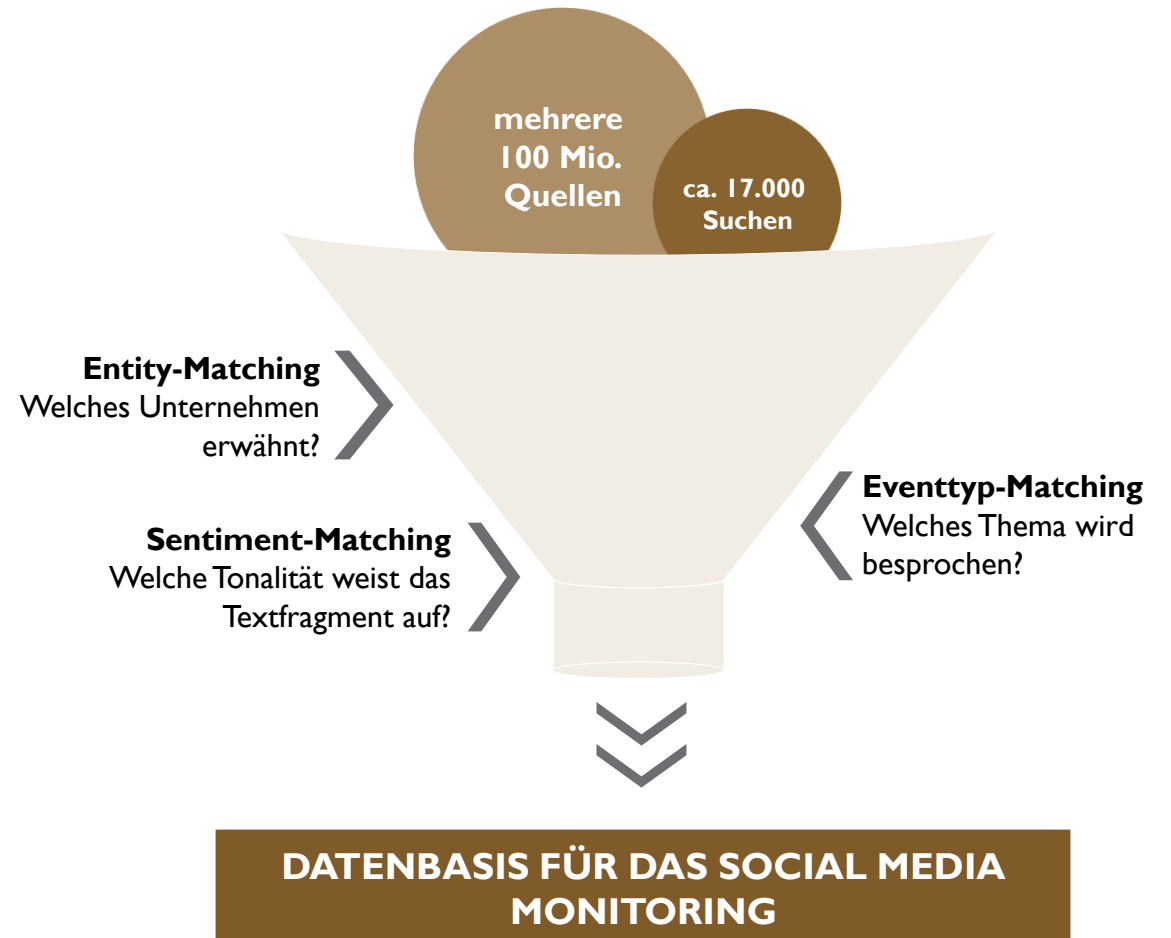 mehrere
100 Mio.
Quellen
ca. 17.000
Suchen
Entity-Matching
Welches Unternehmen
erwähnt?
Eventtyp-Matching
Welches Thema wird
besprochen?
Sentiment-Matching
Welche Tonalität weist das
Textfragment auf?
DATENBASIS FÜR DAS SOCIAL MEDIA
MONITORING